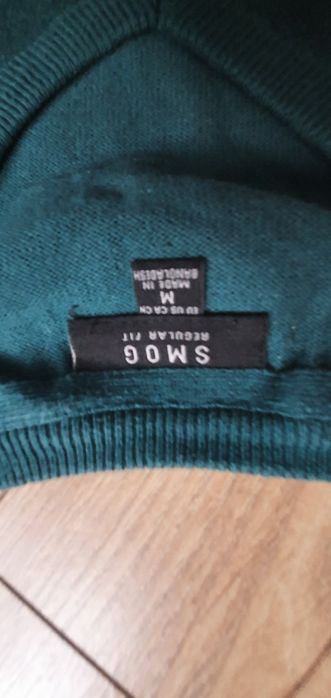 SMOG
REGULAR FIT
EU US CA CN
M
MADE IN
BANGLADESH